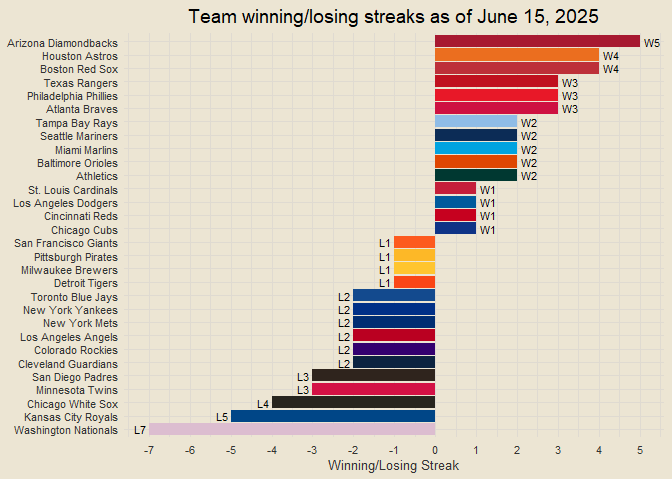 Team winning/losing streaks as of June 15, 2025
Arizona Diamondbacks W5
Houston Astros W4
Boston Red Sox W4
Texas Rangers W3
Philadelphia Phillies W3
Atlanta Braves W3
Tampa Bay Rays W2
Seattle Mariners W2
Miami Marlins W2
Baltimore Orioles W2
Athletics W2
St. Louis Cardinals W1
Los Angeles Dodgers W1
Cincinnati Reds W1
Chicago Cubs W1
San Francisco Giants L1
Pittsburgh Pirates L1
Milwaukee Brewers L1
Detroit Tigers L1
Toronto Blue Jays L2
New York Yankees L2
New York Mets L2
Los Angeles Angels L2
Colorado Rockies L2
Cleveland Guardians L2
San Diego Padres L3
Minnesota Twins L3
Chicago White Sox L4
Kansas City Royals L5
Washington Nationals L7
-7 -6 -5 -4 -3 -2 -1 0 1 2 3 4 5
Winning/Losing Streak